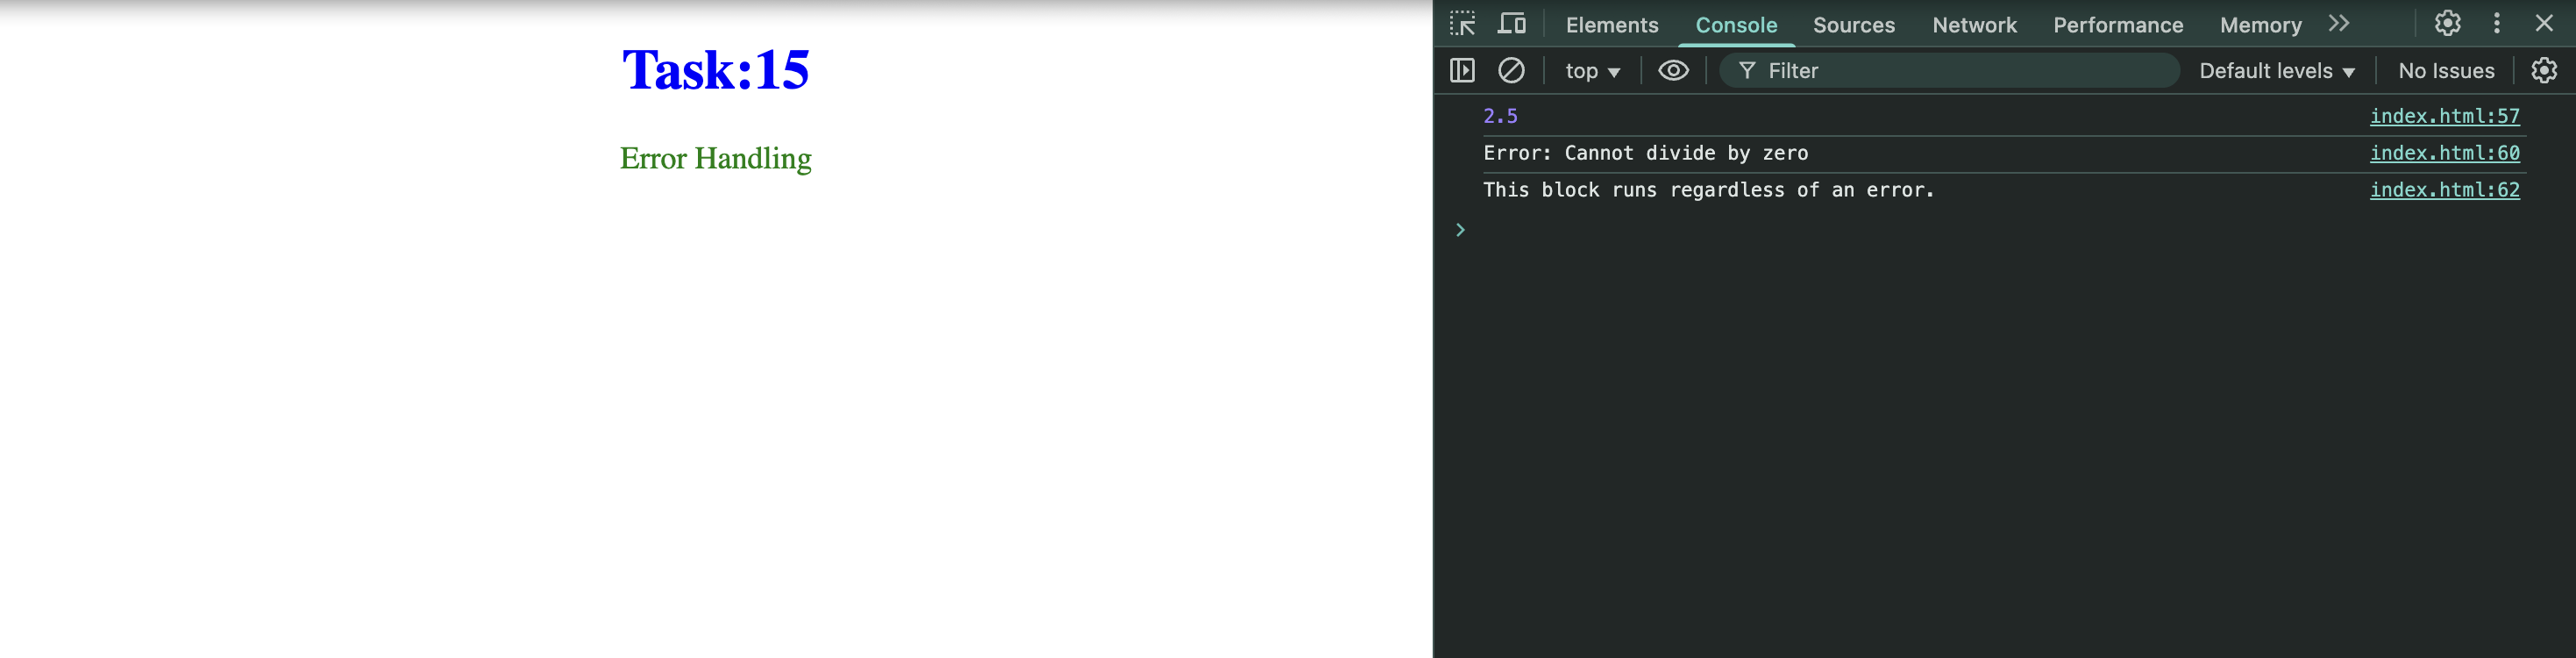 Task:15
Error Handling
Elements Console Sources Network Performance Memory
top Filter Default levels No Issues
2.5 index.html:57
Error: Cannot divide by zero index.html:60
This block runs regardless of an error. index.html:62